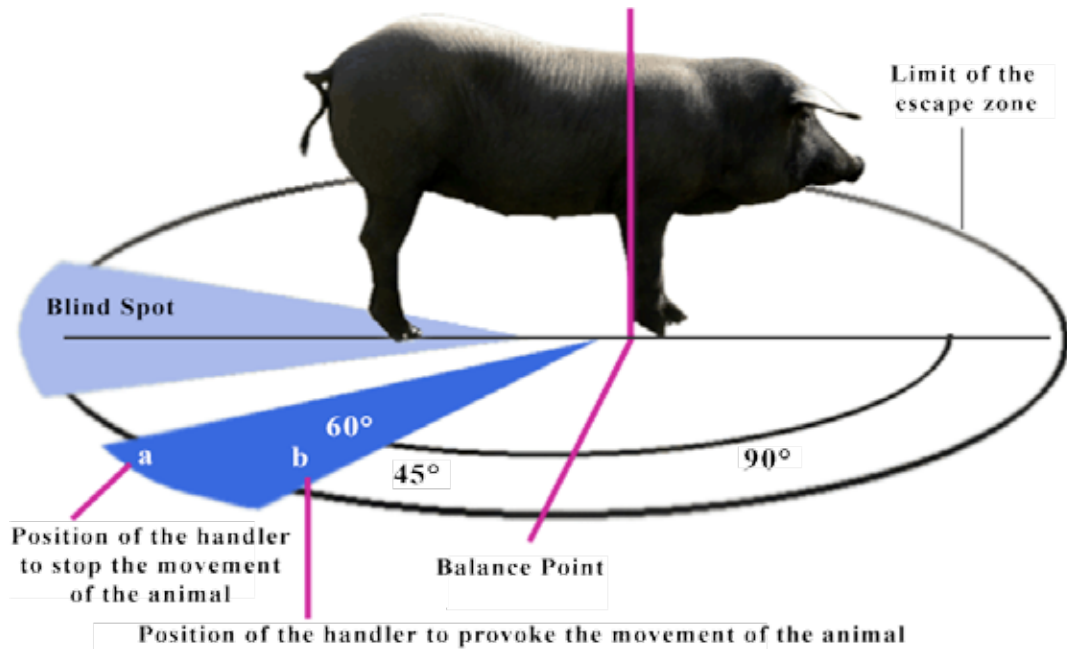 Limit of the
escape zone
Blind Spot
60°
a
b
45°
90°
Position of the handler
to stop the movement
of the animal
Balance Point
Position of the handler to provoke the movement of the animal